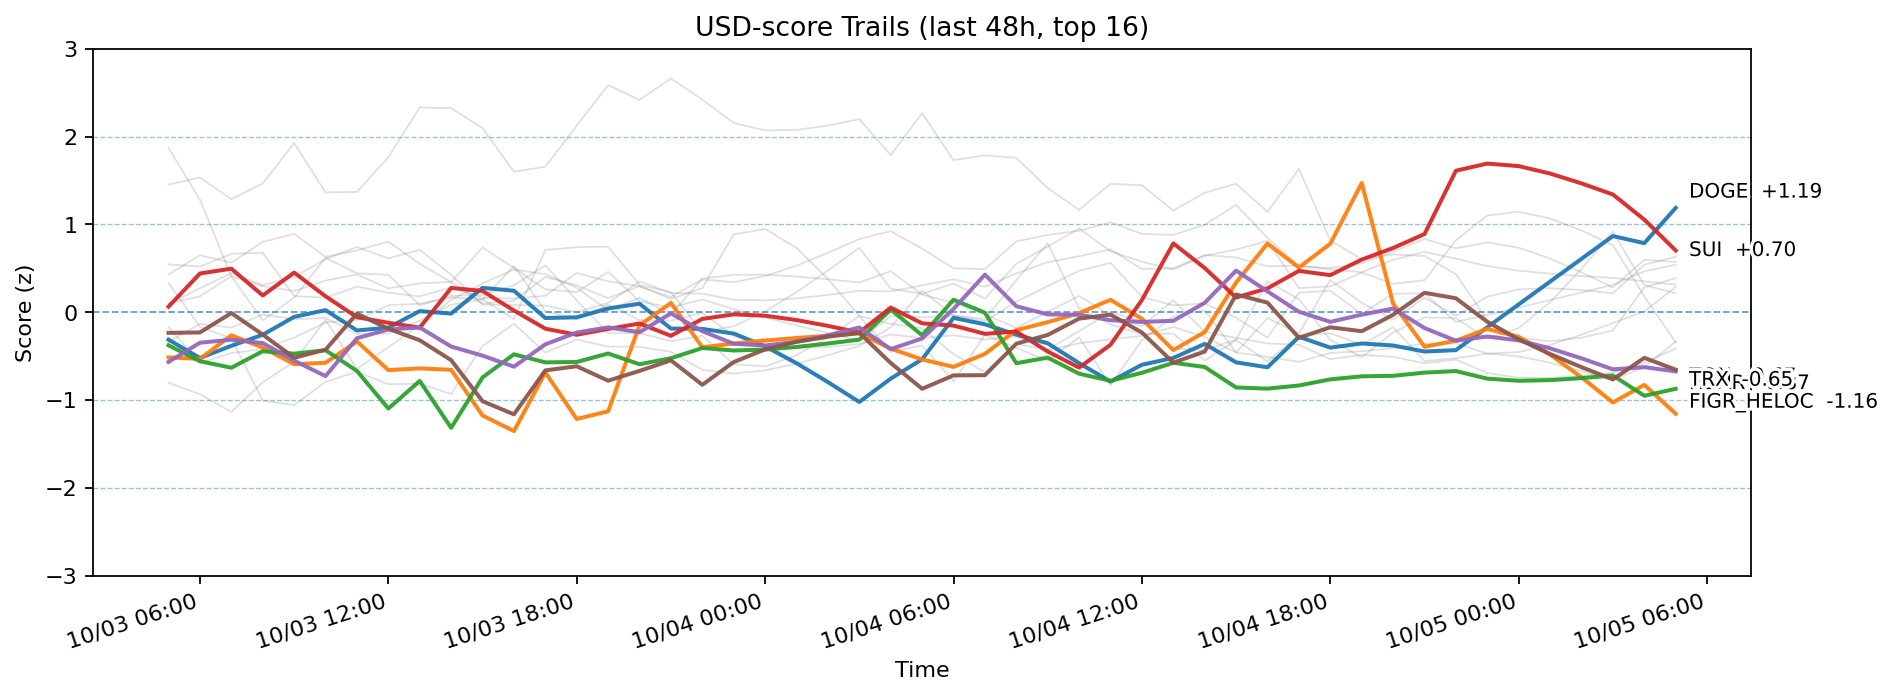 USD-score Trails (last 48h, top 16)
3
2
1
0
−1
−2
−3
Score (z)
DOGE +1.19
SUI +0.70
TRX -0.65
FIGR_HELOC -1.16
10/03 06:00
10/03 12:00
10/03 18:00
10/04 00:00
10/04 06:00
10/04 12:00
10/04 18:00
10/05 00:00
10/05 06:00
Time